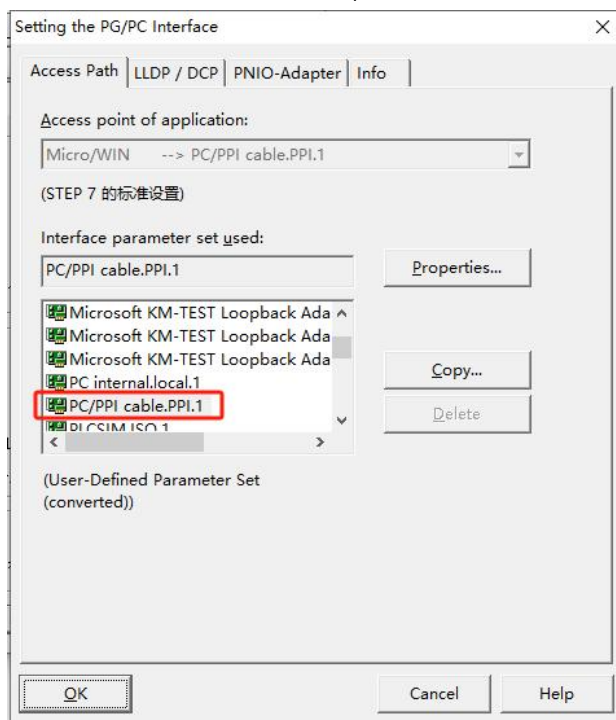 Setting the PG/PC Interface
Access Path LLDP / DCP PNIO-Adapter Info
Access point of application:
Micro/WIN --> PC/PPI cable.PPI.1
(STEP 7 的标准设置)
Interface parameter set used:
PC/PPI cable.PPI.1
Properties...
Microsoft KM-TEST Loopback Ada
Microsoft KM-TEST Loopback Ada
Microsoft KM-TEST Loopback Ada
PC internal.local.1
PC/PPI cable.PPI.1
PLCSIM.ISO.1
Copy...
Delete
(User-Defined Parameter Set
(converted))
OK Cancel Help